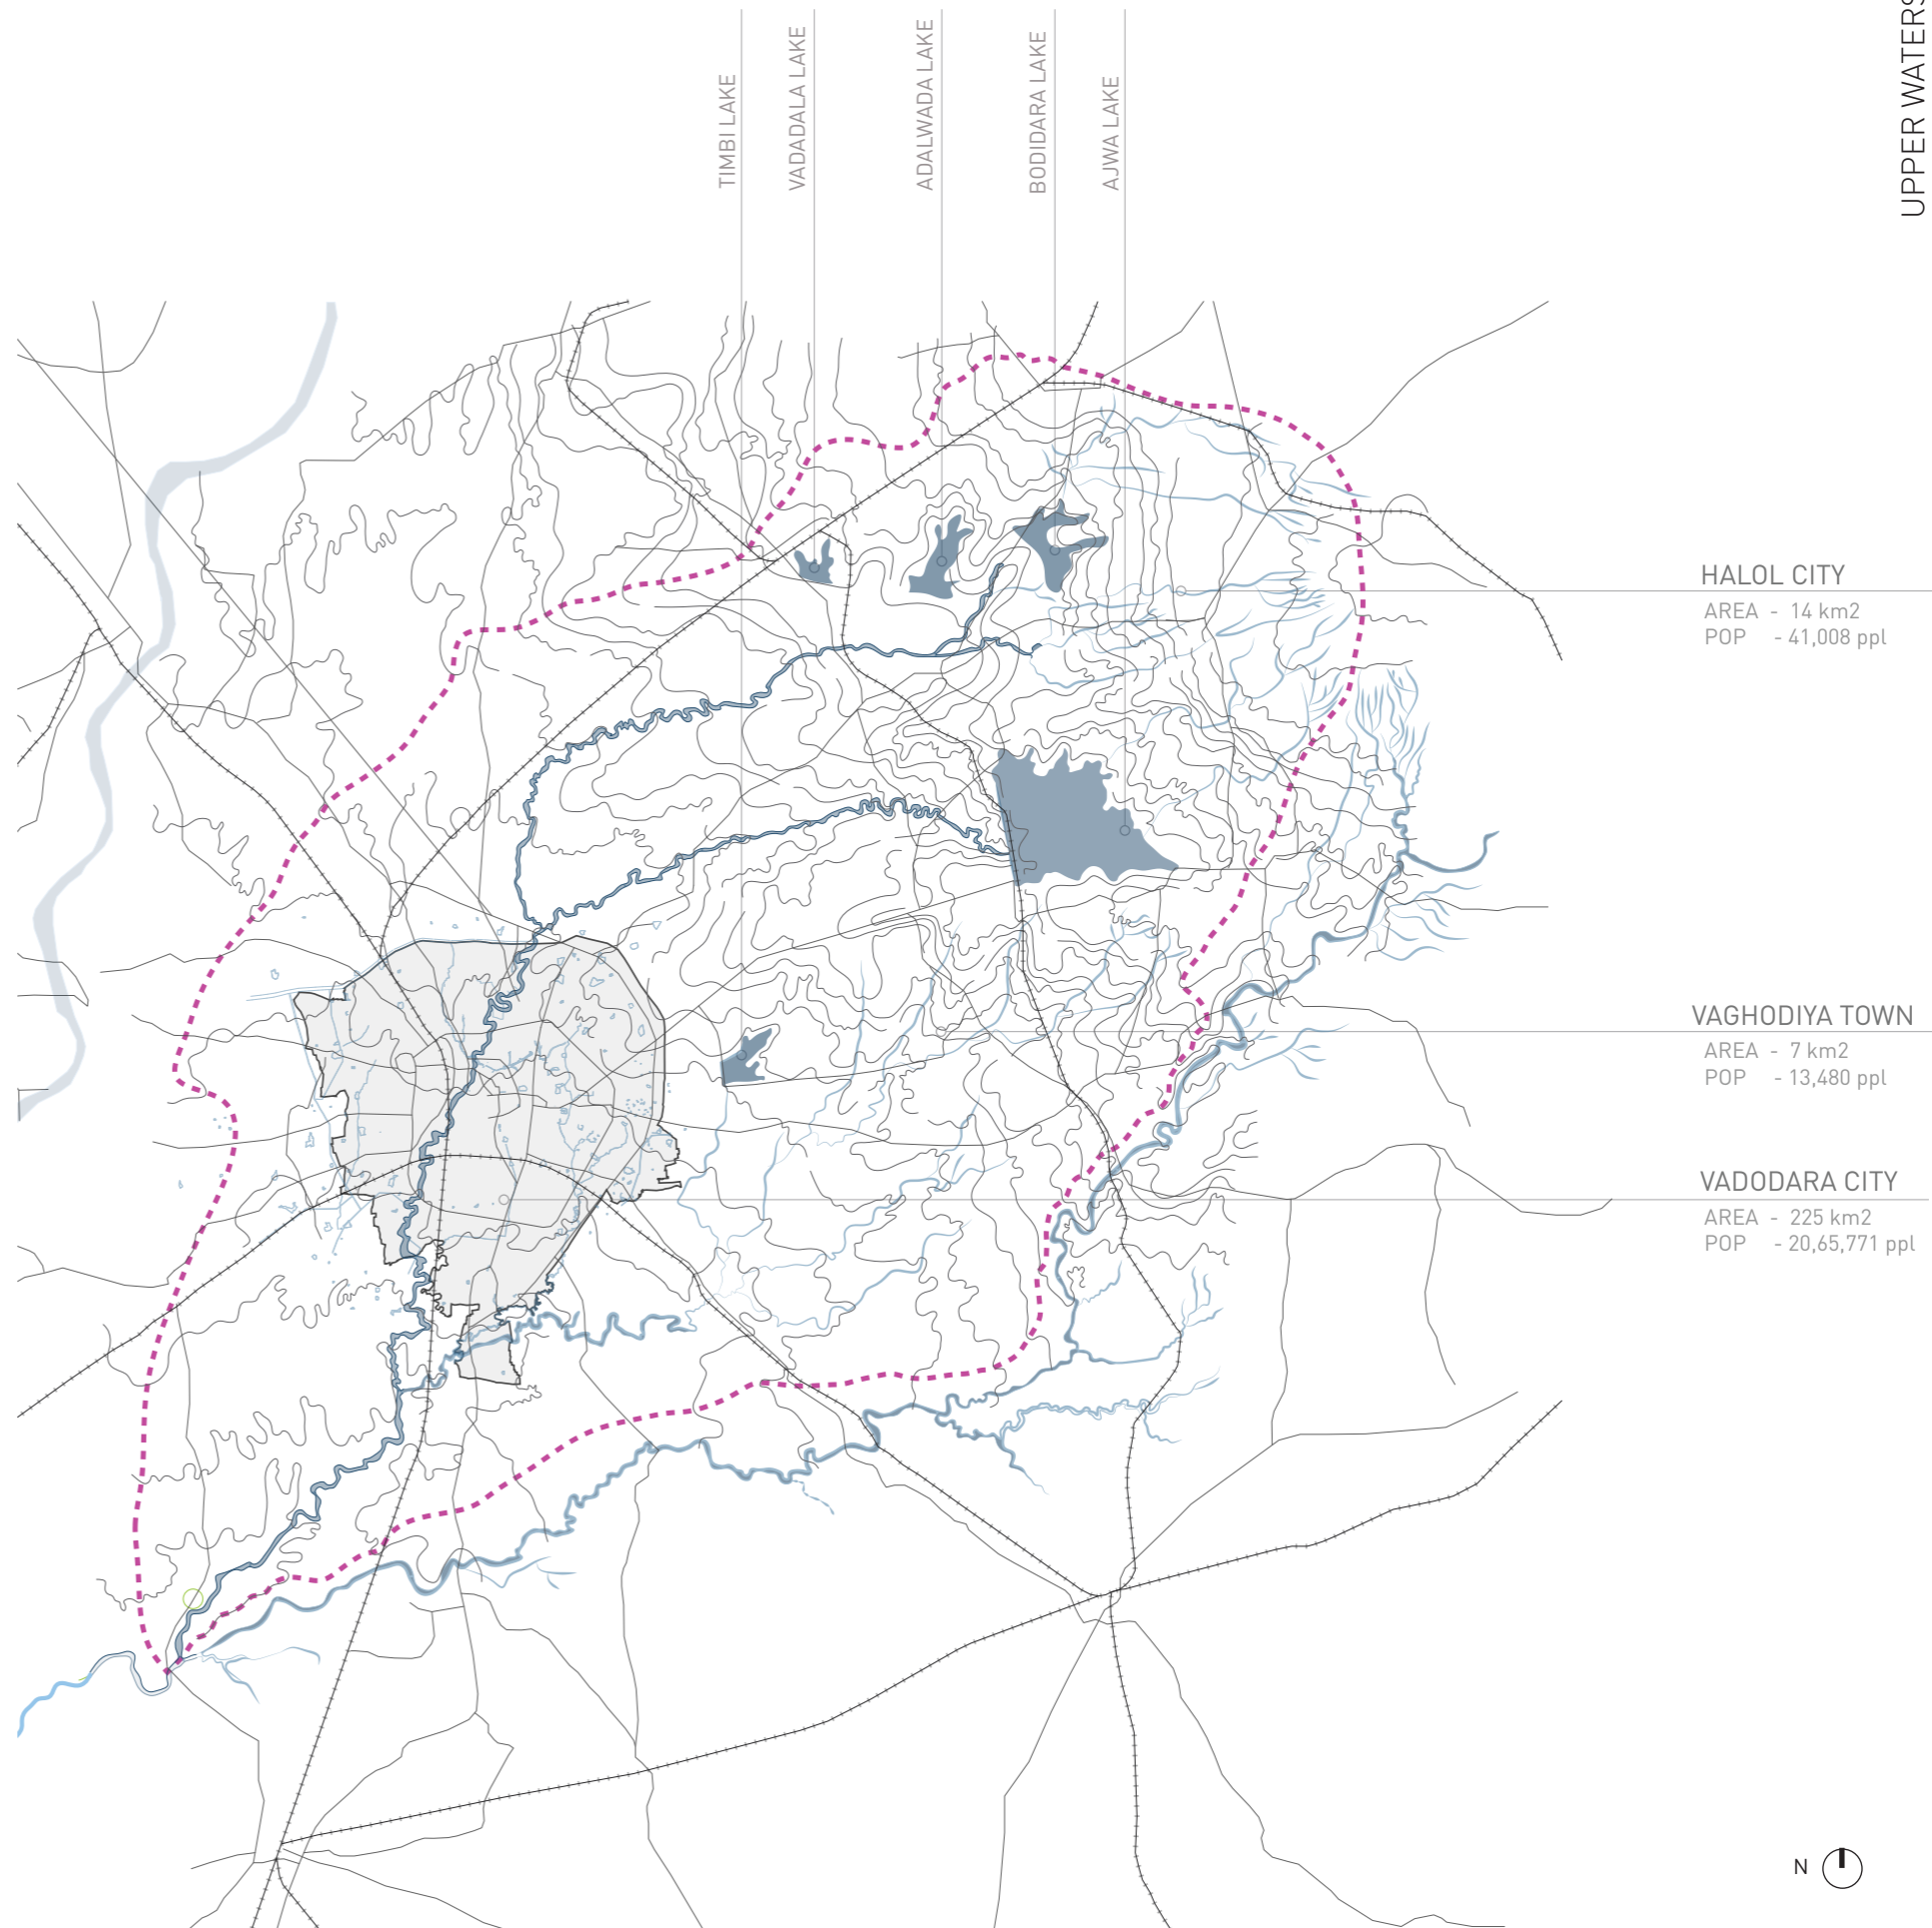 UPPER WATERS
TIMBI LAKE
VADADALA LAKE
ADALWADA LAKE
BODIDARA LAKE
AJWA LAKE
HALOL CITY
AREA - 14 km2
POP - 41,008 ppl
VAGHODIYA TOWN
AREA - 7 km2
POP - 13,480 ppl
VADODARA CITY
AREA - 225 km2
POP - 20,65,771 ppl
N